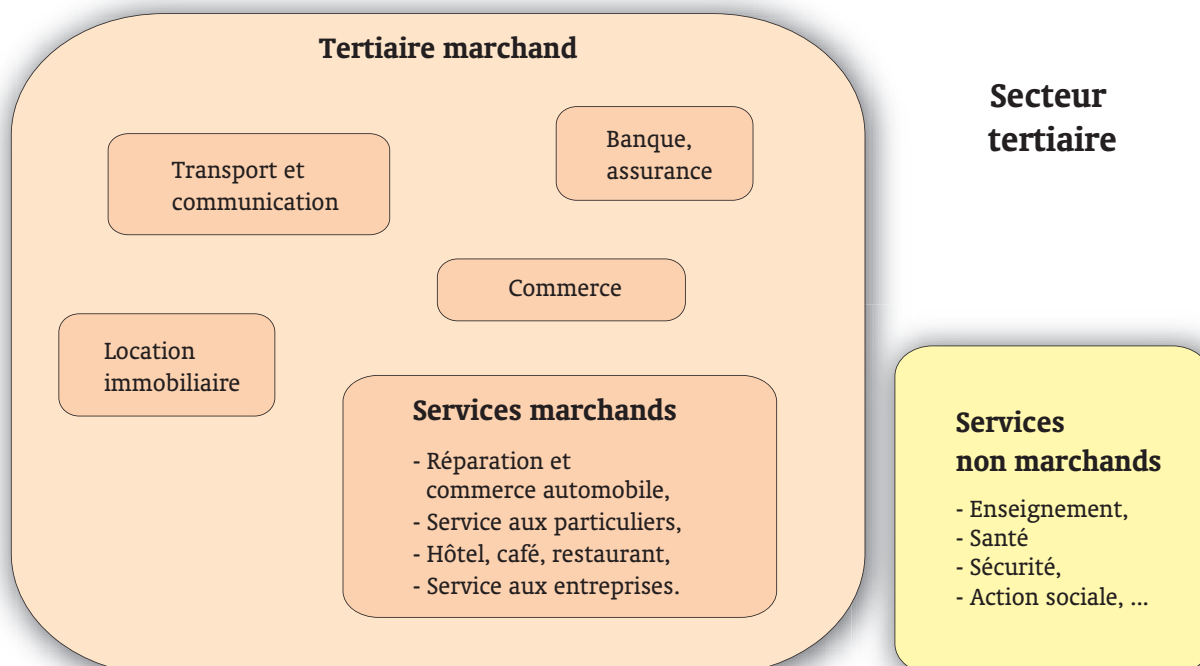 Tertiaire marchand
Secteur
tertiaire
Transport et
communication
Banque,
assurance
Commerce
Location
immobiliaire
Services marchands
- Réparation et
commerce automobile,
- Service aux particuliers,
- Hôtel, café, restaurant,
- Service aux entreprises.
Services
non marchands
- Enseignement,
- Santé
- Sécurité,
- Action sociale, ...